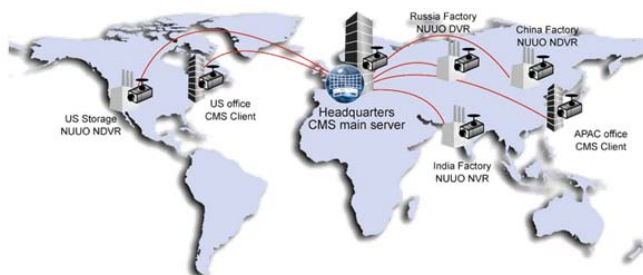 Russia Factory
NUUO DVR
China Factory
NUUO NDVR
US Storage
NUUO NDVR
US office
CMS Client
Headquarters
CMS main server
India Factory
NUUO NVR
APAC office
CMS Client